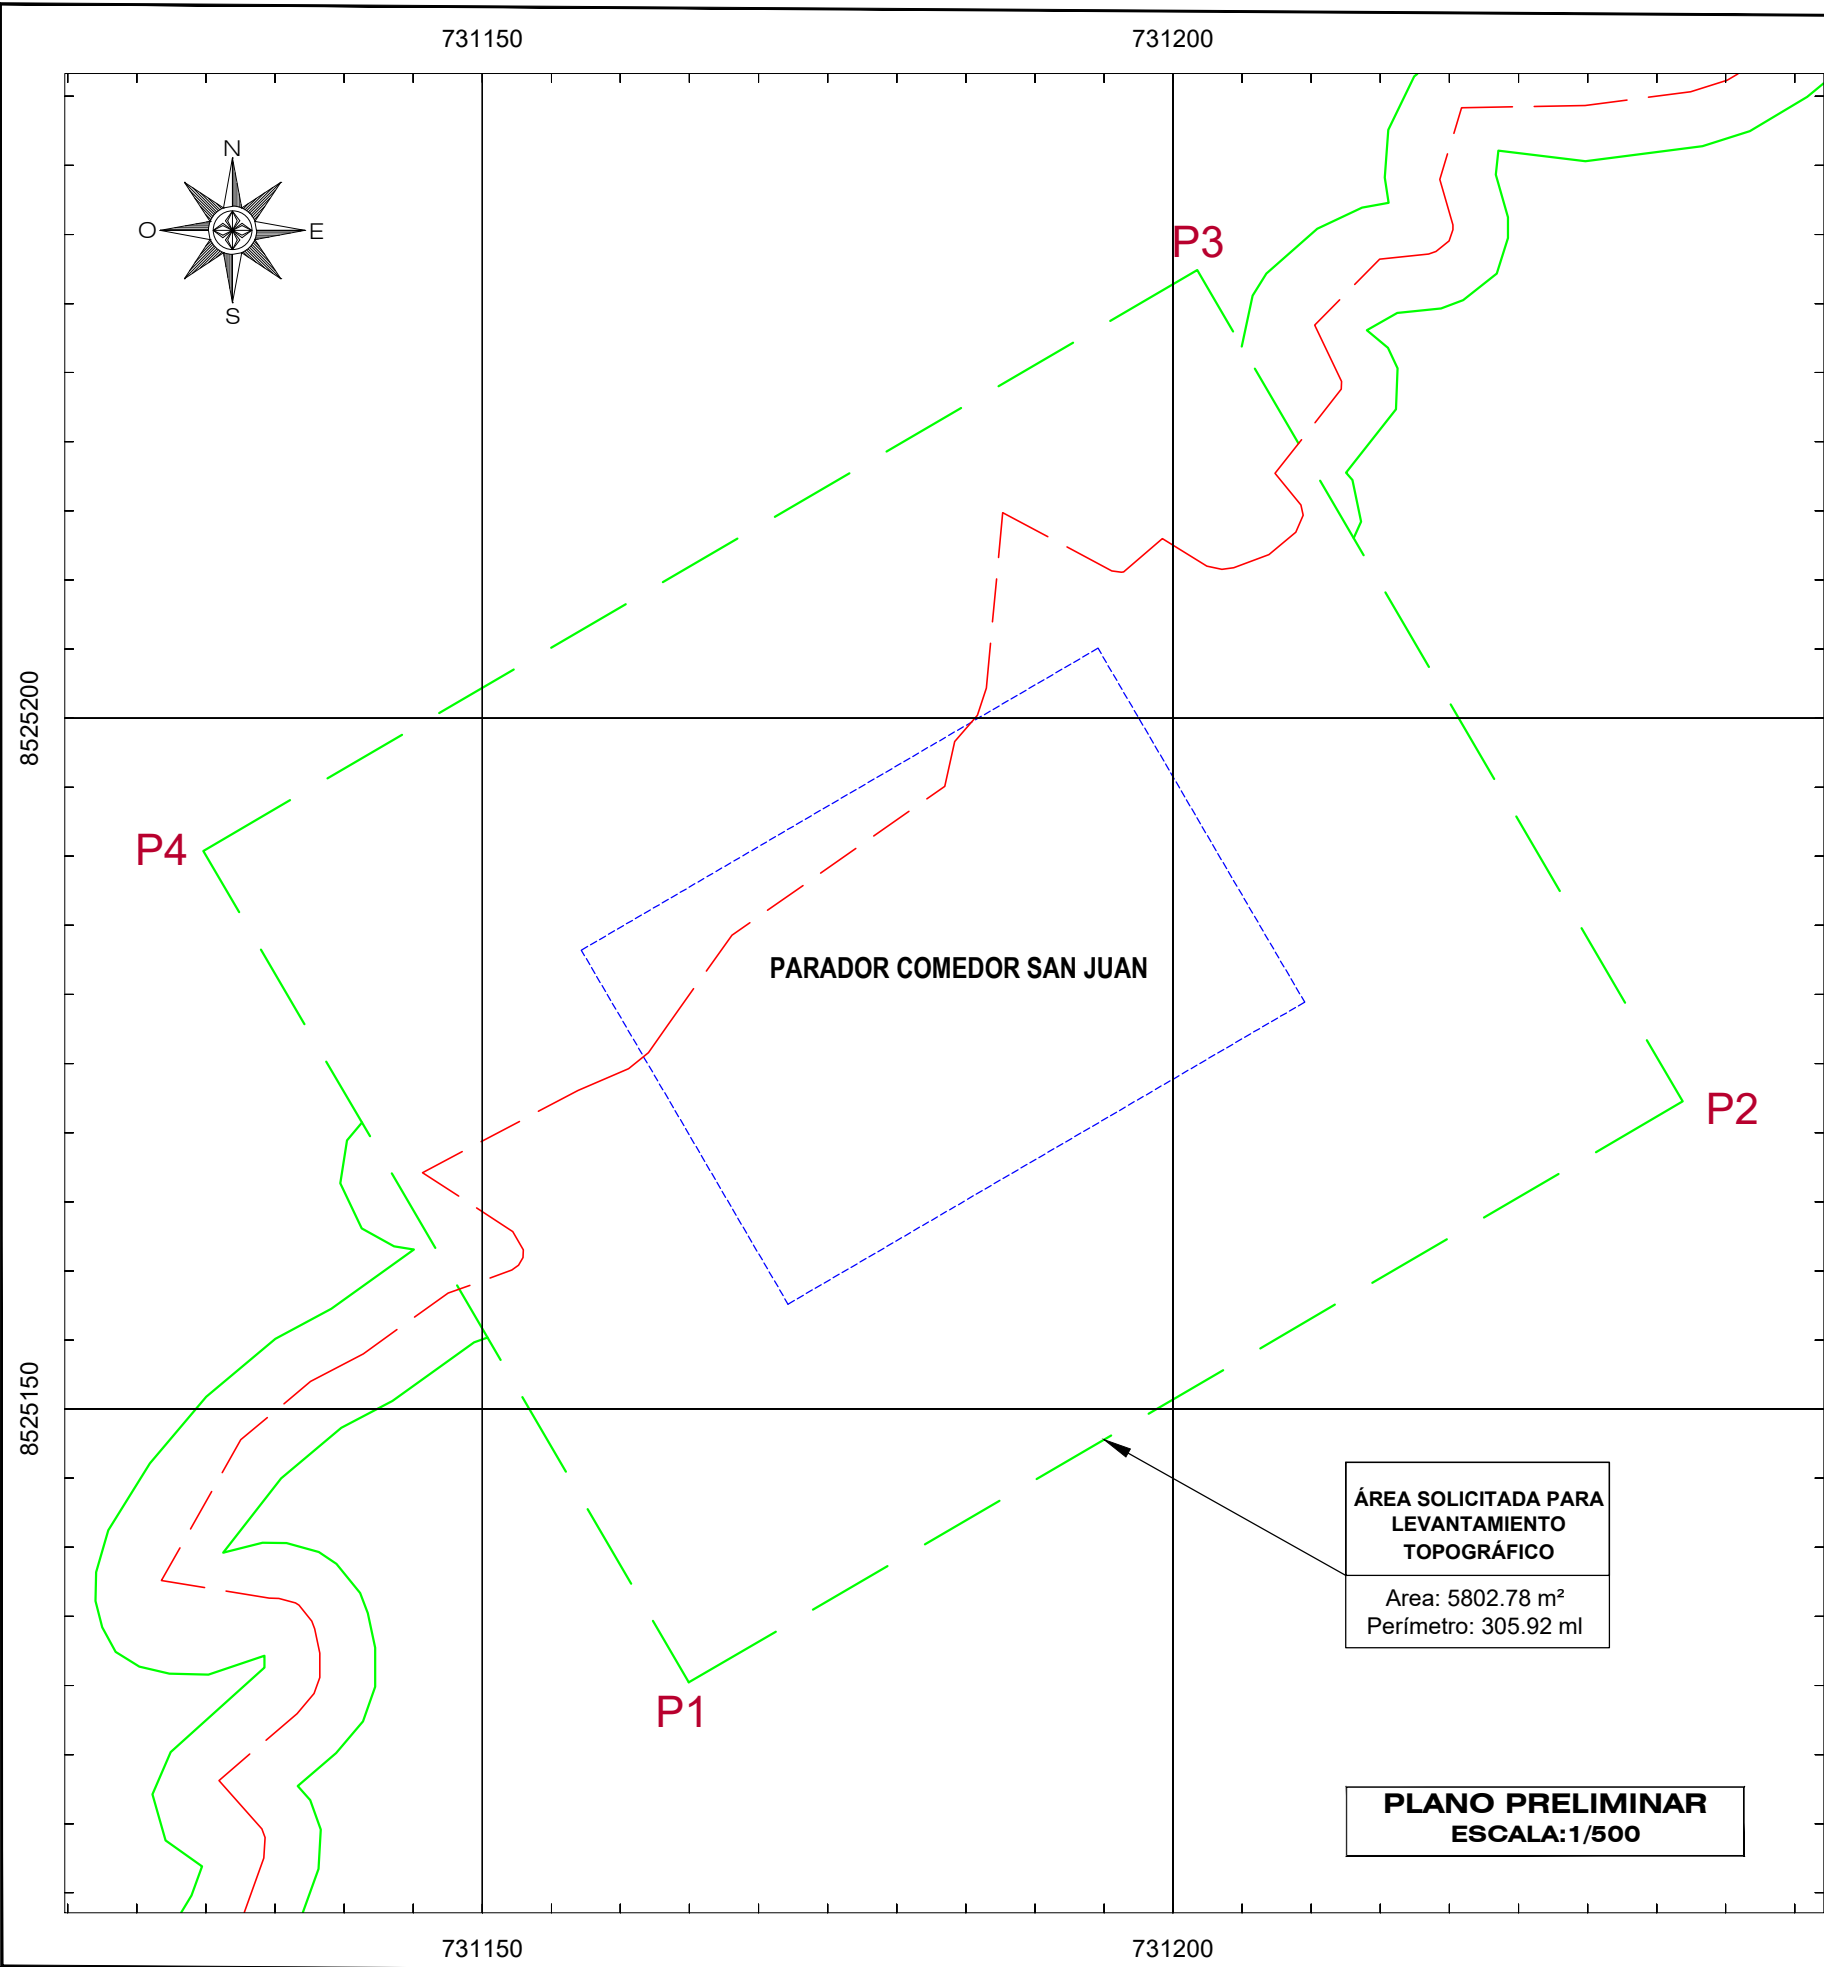 731150
731200
N
O
E
S
P3
8525200
P4
PARADOR COMEDOR SAN JUAN
P2
8525150
ÁREA SOLICITADA PARA
LEVANTAMIENTO
TOPOGRÁFICO
Area: 5802.78 m²
Perímetro: 305.92 ml
P1
PLANO PRELIMINAR
ESCALA:1/500
731150
731200